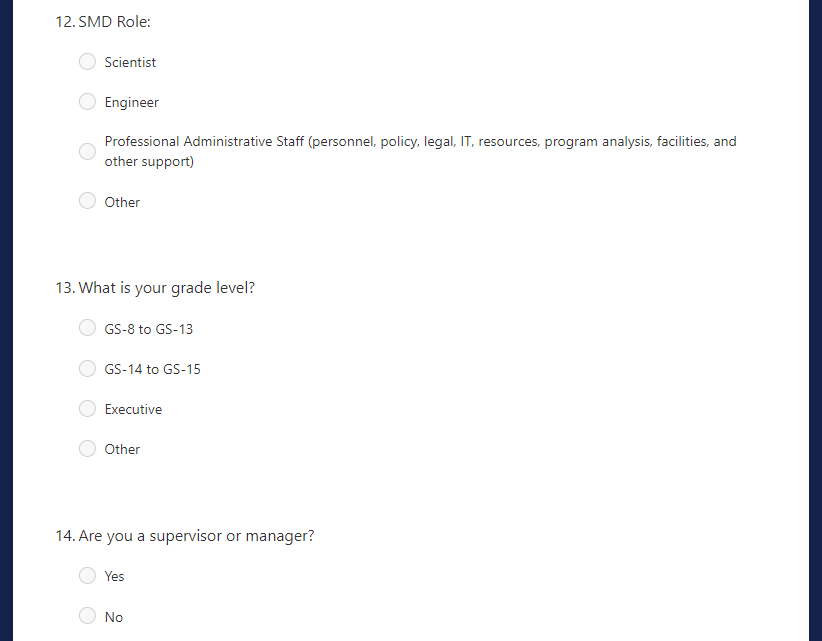 12. SMD Role:
Scientist
Engineer
Professional Administrative Staff (personnel, policy, legal, IT, resources, program analysis, facilities, and
other support)
Other
13. What is your grade level?
GS-8 to GS-13
GS-14 to GS-15
Executive
Other
14. Are you a supervisor or manager?
Yes
No